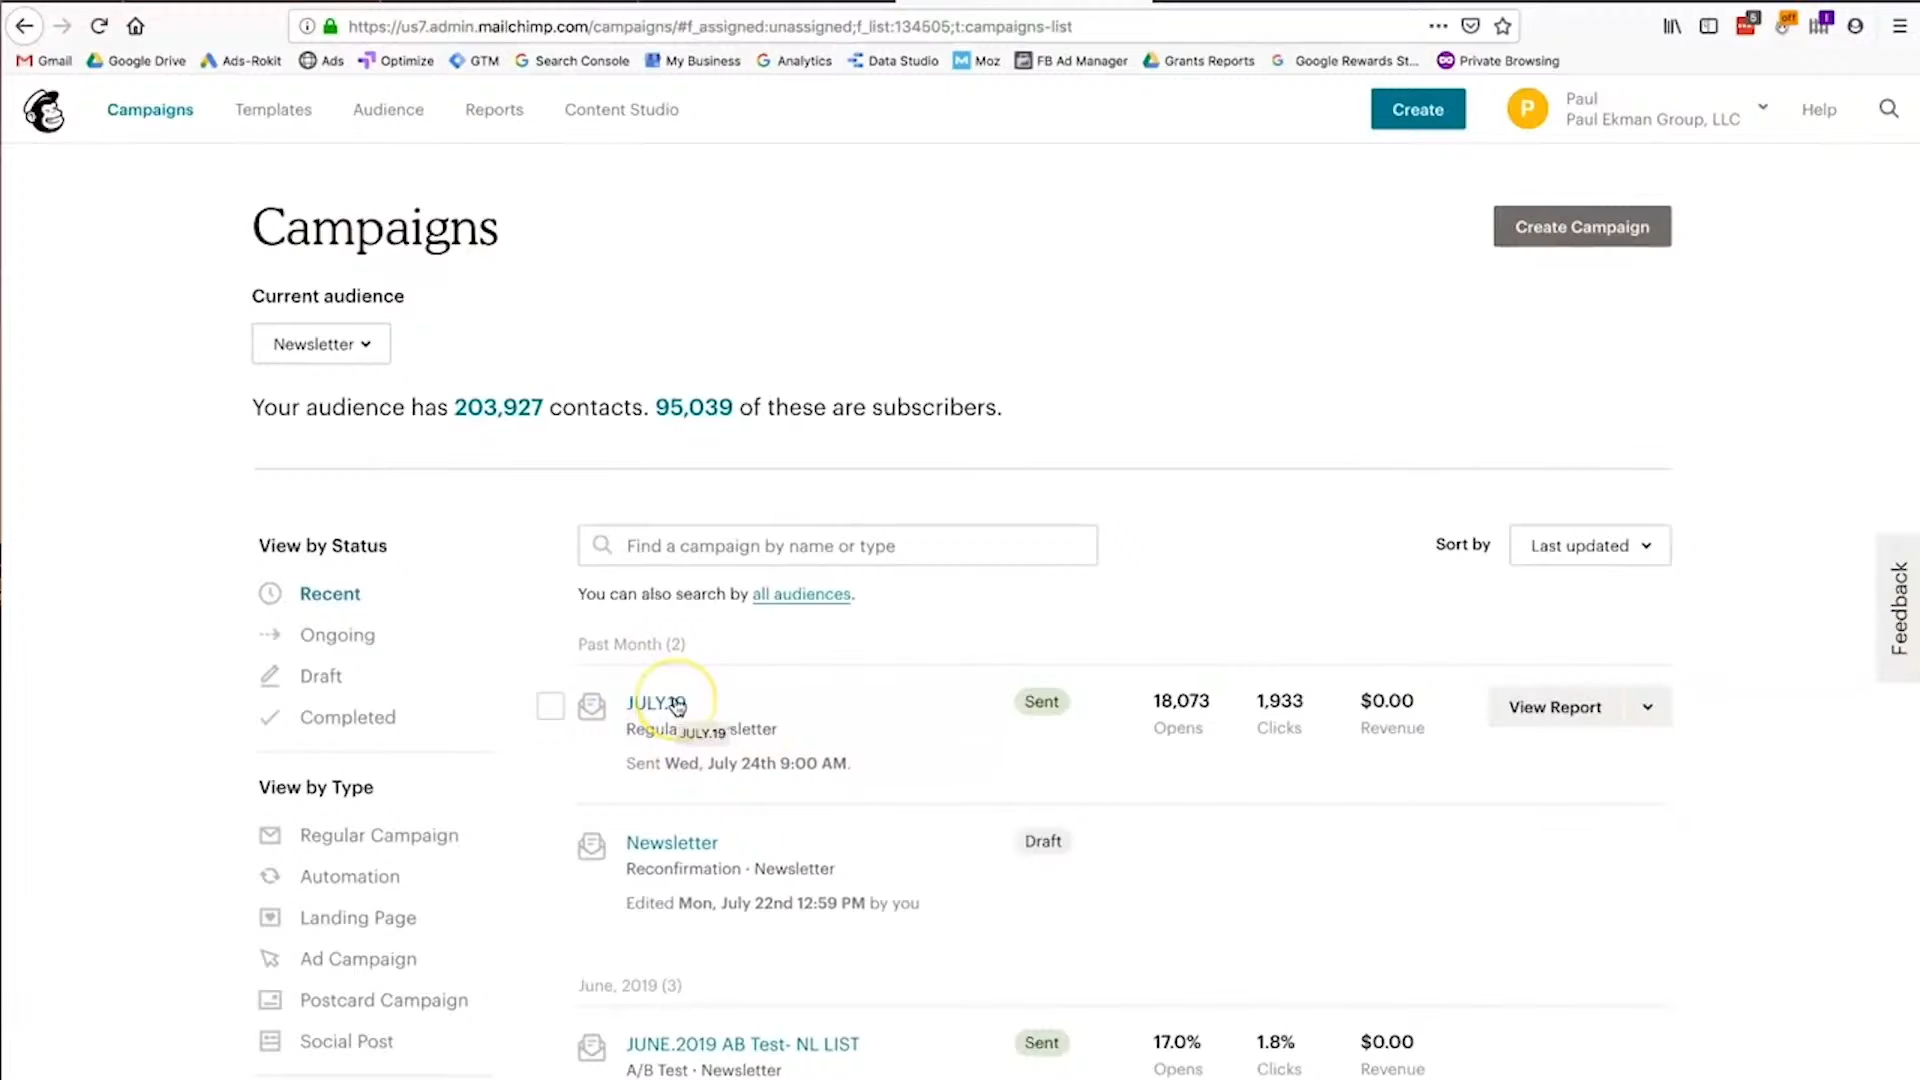 https://us7.admin.mailchimp.com/campaigns/#f_assigned:unassigned;f_list:134505;t:campaigns-list
5
off
1
Gmail
Google Drive
Ads-Rokit
Ads
Optimize
GTM
Search Console
My Business
Analytics
Data Studio
Moz
FB Ad Manager
Grants Reports
Google Rewards St...
Private Browsing
Campaigns
Templates
Audience
Reports
Content Studio
Create
P
Paul
Paul Ekman Group, LLC
Help
Campaigns
Create Campaign
Current audience
Newsletter
Your audience has 203,927 contacts. 95,039 of these are subscribers.
View by Status
Recent
Ongoing
Draft
Completed
View by Type
Regular Campaign
Automation
Landing Page
Ad Campaign
Postcard Campaign
Social Post
Find a campaign by name or type
Sort by
Last updated
You can also search by all audiences.
Past Month (2)
JULY.19
Sent
18,073
1,933
$0.00
View Report
Regula
JULY.19
sletter
Opens
Clicks
Revenue
Sent Wed, July 24th 9:00 AM.
Newsletter
Draft
Reconfirmation · Newsletter
Edited Mon, July 22nd 12:59 PM by you
June, 2019 (3)
JUNE.2019 AB Test- NL LIST
Sent
17.0%
1.8%
$0.00
A/B Test · Newsletter
Opens
Clicks
Revenue
Feedback